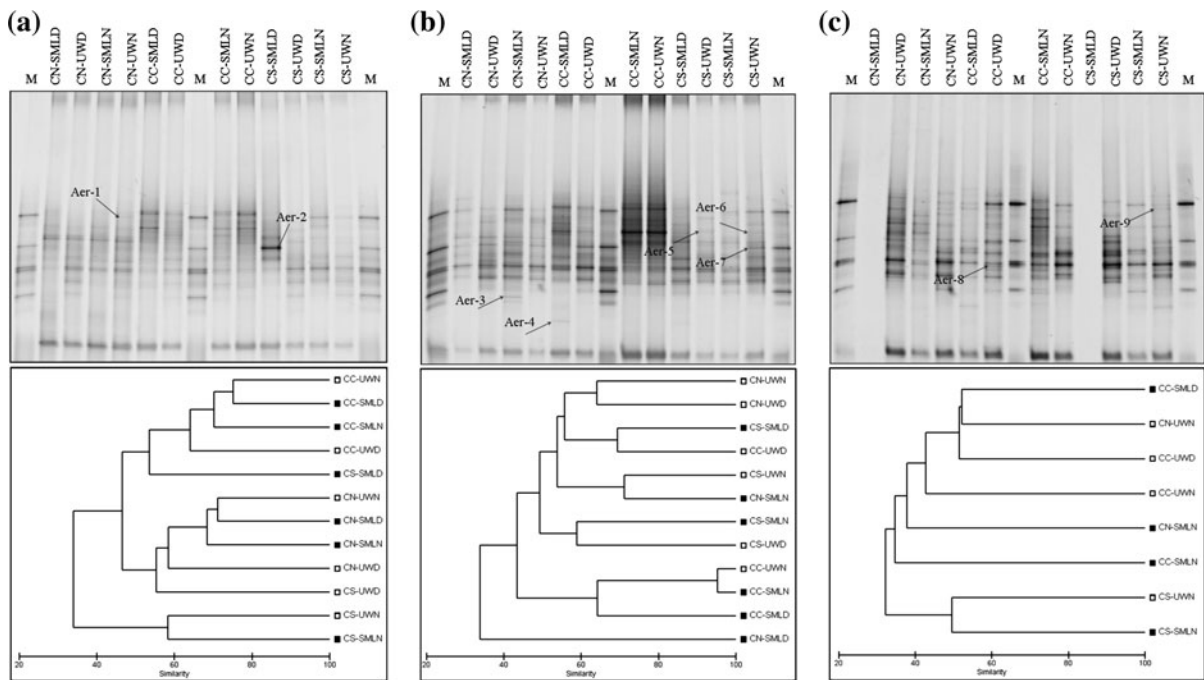 (a)
M CN-SMLD CN-UWD CN-SMLN CN-UWN CC-SMLD CC-UWD M CC-SMLN CC-UWN CS-SMLD CS-UWD CS-SMLN CS-UWN M
Aer-1
Aer-2
CC-UWN
CC-SMLD
CC-SMLN
CC-UWD
CS-SMLD
CN-UWN
CN-SMLD
CN-SMLN
CN-UWD
CS-UWD
CS-UWN
CS-SMLN
20 40 60 80 100
Similarity
(b)
M CN-SMLD CN-UWD CN-SMLN CN-UWN CC-SMLD CC-UWD M CC-SMLN CC-UWN CS-SMLD CS-UWD CS-SMLN CS-UWN M
Aer-6
Aer-5
Aer-7
Aer-3
Aer-4
CN-UWN
CN-UWD
CS-SMLD
CC-UWD
CS-UWN
CN-SMLN
CS-SMLN
CS-UWD
CC-UWN
CC-SMLN
CC-SMLD
CN-SMLD
20 40 60 80 100
Similarity
(c)
M CN-SMLD CN-UWD CN-SMLN CN-UWN CC-SMLD CC-UWD M CC-SMLN CC-UWN CS-SMLD CS-UWD CS-SMLN CS-UWN M
Aer-9
Aer-8
CC-SMLD
CN-UWN
CC-UWD
CC-UWN
CN-SMLN
CC-SMLN
CS-UWN
CS-SMLN
20 40 60 80 100
Similarity